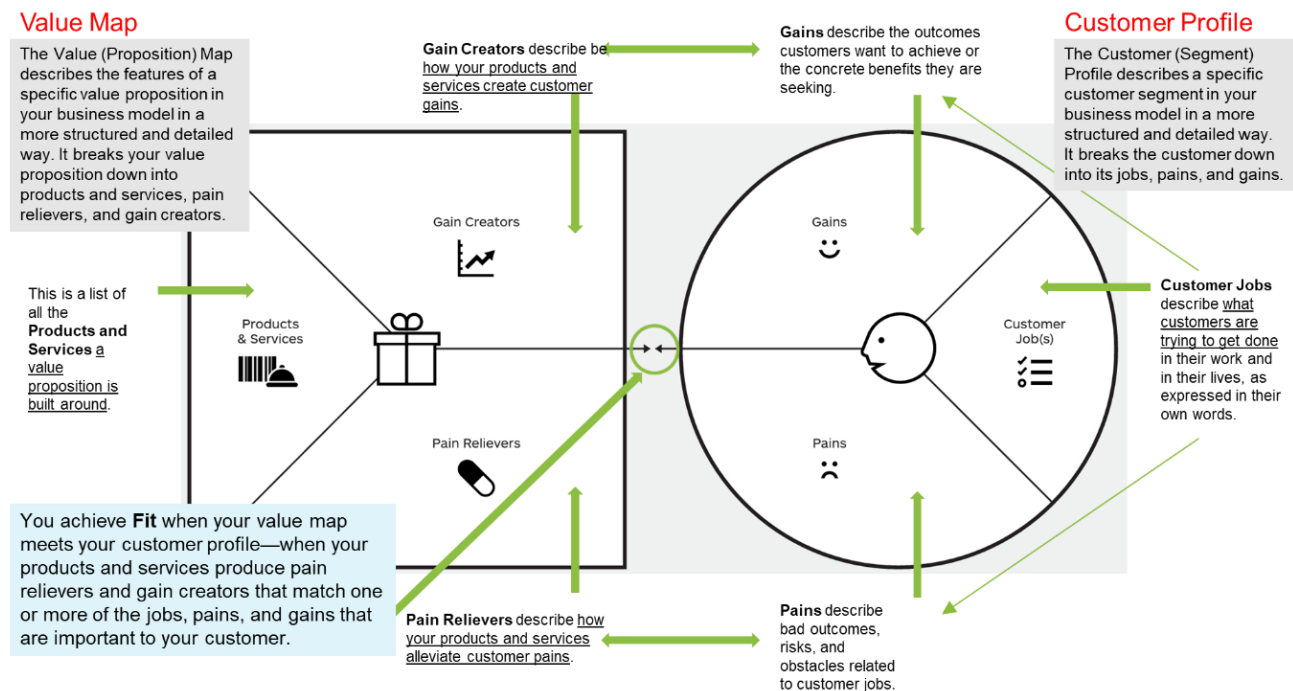 Value Map
The Value (Proposition) Map
describes the features of a
specific value proposition in
your business model in a
more structured and detailed
way. It breaks your value
proposition down into
products and services, pain
relievers, and gain creators.
Gain Creators describe be
how your products and
services create customer
gains.
Gains describe the outcomes
customers want to achieve or
the concrete benefits they are
seeking.
Customer Profile
The Customer (Segment)
Profile describes a specific
customer segment in your
business model in a more
structured and detailed way.
It breaks the customer down
into its jobs, pains, and gains.
Gain Creators
Gains
This is a list of
all the
Products and
Services a
value
proposition is
built around.
Products
& Services
Customer
Job(s)
Customer Jobs
describe what
customers are
trying to get done
in their work and
in their lives, as
expressed in their
own words.
Pain Relievers
Pains
You achieve Fit when your value map
meets your customer profile—when your
products and services produce pain
relievers and gain creators that match one
or more of the jobs, pains, and gains that
are important to your customer.
Pain Relievers describe how
your products and services
alleviate customer pains.
Pains describe
bad outcomes,
risks, and
obstacles related
to customer jobs.